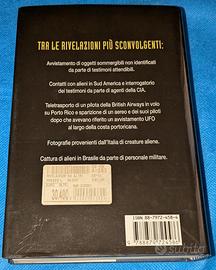 TRA LE RIVELAZIONI PIÙ SCONVOLGENTI:
Avvistamento di oggetti sommergibili non identificati
da parte di testimoni attendibili.
Contatti con alieni in Sud America e interrogatorio
dei testimoni da parte di agenti della CIA.
Teletrasporto di un pilota della British Airways in volo
su Porto Rico e sparizione di un aereo e dei suoi piloti
dopo che avevano riferito un avvistamento UFO
al largo della costa portoricana.
Fotografie provenienti dall'Italia di creature aliene.
Cattura di alieni in Brasile da parte di personale militare.
30.400
ISBN 88-7972-458-6